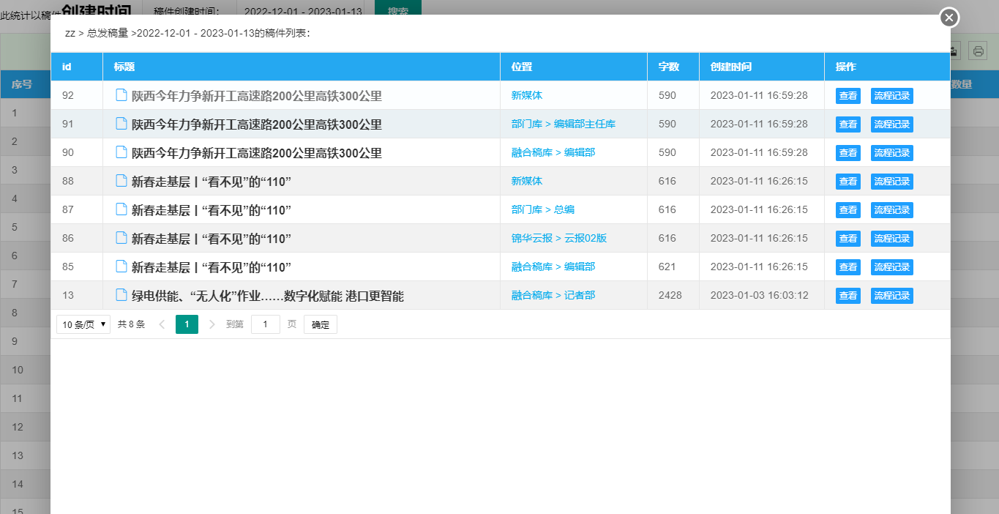 此统计以稿件创建时间 稿件创建时间： 2022-12-01 - 2023-01-13 搜索
zz > 总发稿量 >2022-12-01 - 2023-01-13的稿件列表：
序号 数量
id 标题 位置 字数 创建时间 操作
92 陕西今年力争新开工高速路200公里高铁300公里 新媒体 590 2023-01-11 16:59:28 查看 流程记录
91 陕西今年力争新开工高速路200公里高铁300公里 部门库 > 编辑部主任库 590 2023-01-11 16:59:28 查看 流程记录
90 陕西今年力争新开工高速路200公里高铁300公里 融合稿库 > 编辑部 590 2023-01-11 16:59:28 查看 流程记录
88 新春走基层丨“看不见”的“110” 新媒体 616 2023-01-11 16:26:15 查看 流程记录
87 新春走基层丨“看不见”的“110” 部门库 > 总编 616 2023-01-11 16:26:15 查看 流程记录
86 新春走基层丨“看不见”的“110” 锦华云报 > 云报02版 616 2023-01-11 16:26:15 查看 流程记录
85 新春走基层丨“看不见”的“110” 融合稿库 > 编辑部 621 2023-01-11 16:26:15 查看 流程记录
13 绿电供能、“无人化”作业……数字化赋能 港口更智能 融合稿库 > 记者部 2428 2023-01-03 16:03:12 查看 流程记录
10 条/页 共 8 条 1 到第 1 页 确定
1
2
3
4
5
6
7
8
9
10
11
12
13
14
15